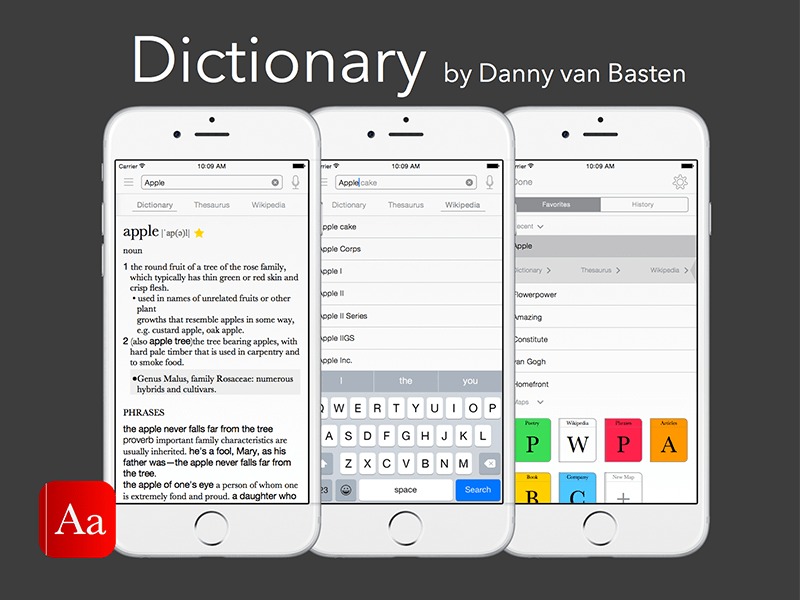 Dictionary by Danny van Basten
Carrier 10:09 AM
Apple
Dictionary Thesaurus Wikipedia
apple |ˈap(ə)l|
noun
1 the round fruit of a tree of the rose family,
which typically has thin green or red skin and
crisp flesh.
• used in names of unrelated fruits or other
plant
growths that resemble apples in some way,
e.g. custard apple, oak apple.
2 (also apple tree)the tree bearing apples, with
hard pale timber that is used in carpentry and
to smoke food.
•Genus Malus, family Rosaceae: numerous
hybrids and cultivars.
PHRASES
the apple never falls far from the tree
proverb important family characteristics are
usually inherited. he's a fool, Mary, as his
father was—the apple never falls far from
the tree.
the apple of one's eye a person of whom one
is extremely fond and proud. a daughter who
Aa
rrier 10:09 AM
Apple cake
Dictionary Thesaurus Wikipedia
pple cake
Apple Corps
Apple I
Apple II
Apple II Series
Apple IIGS
Apple Inc.
I the you
Q W E R T Y U I O P
A S D F G H J K L
Z X C V B N M
23 space Search
rrier 10:09 AM
Done
Favorites History
ecent
Apple
Dictionary Thesaurus Wikipedia
Flowerpower
Amazing
Constitute
van Gogh
Homefront
Maps
Poetry Wikipedia Phrases Articles
P W P A
Book Company New Map
B C +